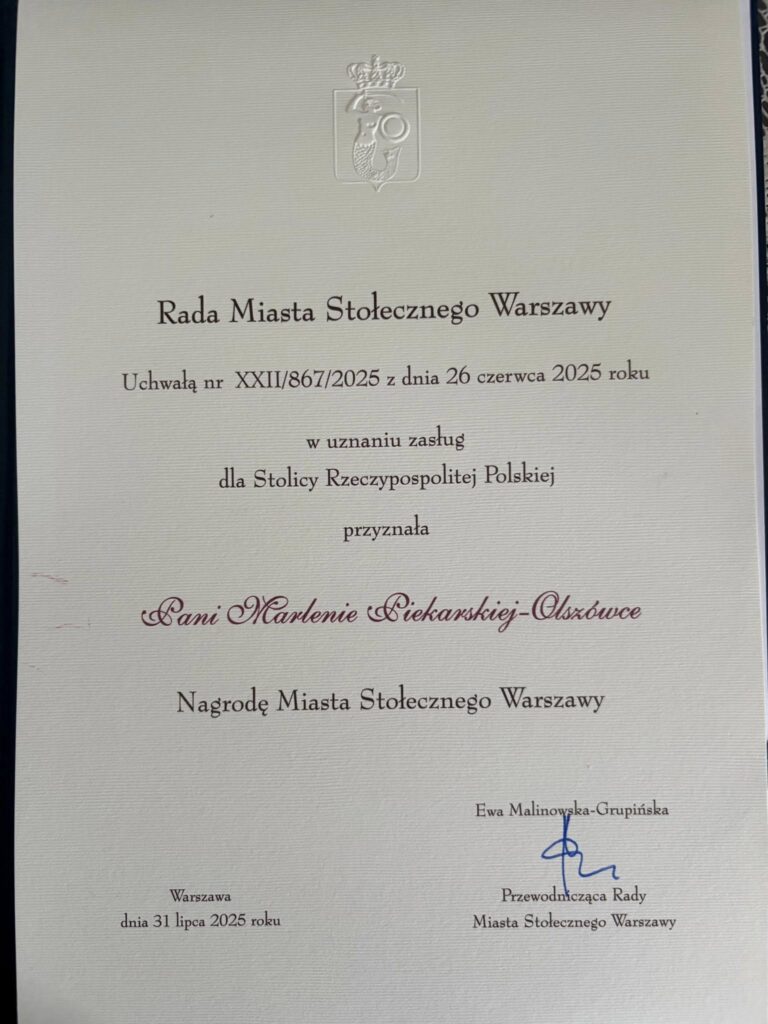 Rada Miasta Stołecznego Warszawy
Uchwałą nr XXII/867/2025 z dnia 26 czerwca 2025 roku
w uznaniu zasług
dla Stolicy Rzeczypospolitej Polskiej
przyznała
Pani Marlenie Piekarskiej-Olszówce
Nagrodę Miasta Stołecznego Warszawy
Ewa Malinowska-Grupińska
Przewodnicząca Rady
Miasta Stołecznego Warszawy
Warszawa
dnia 31 lipca 2025 roku